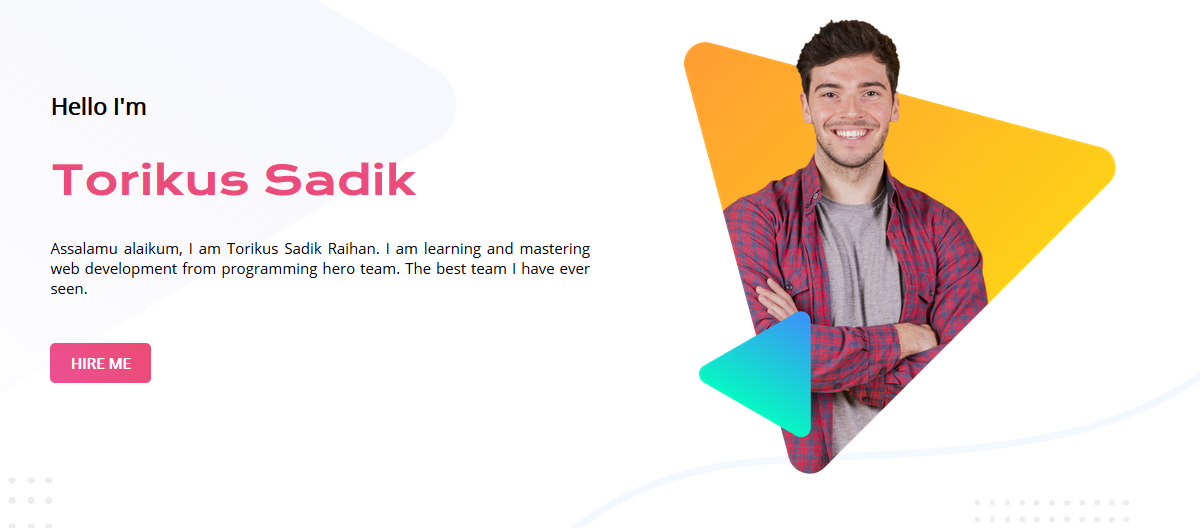 Hello I'm
Torikus Sadik
Assalamu alaikum, I am Torikus Sadik Raihan. I am learning and mastering
web development from programming hero team. The best team I have ever
seen.
HIRE ME